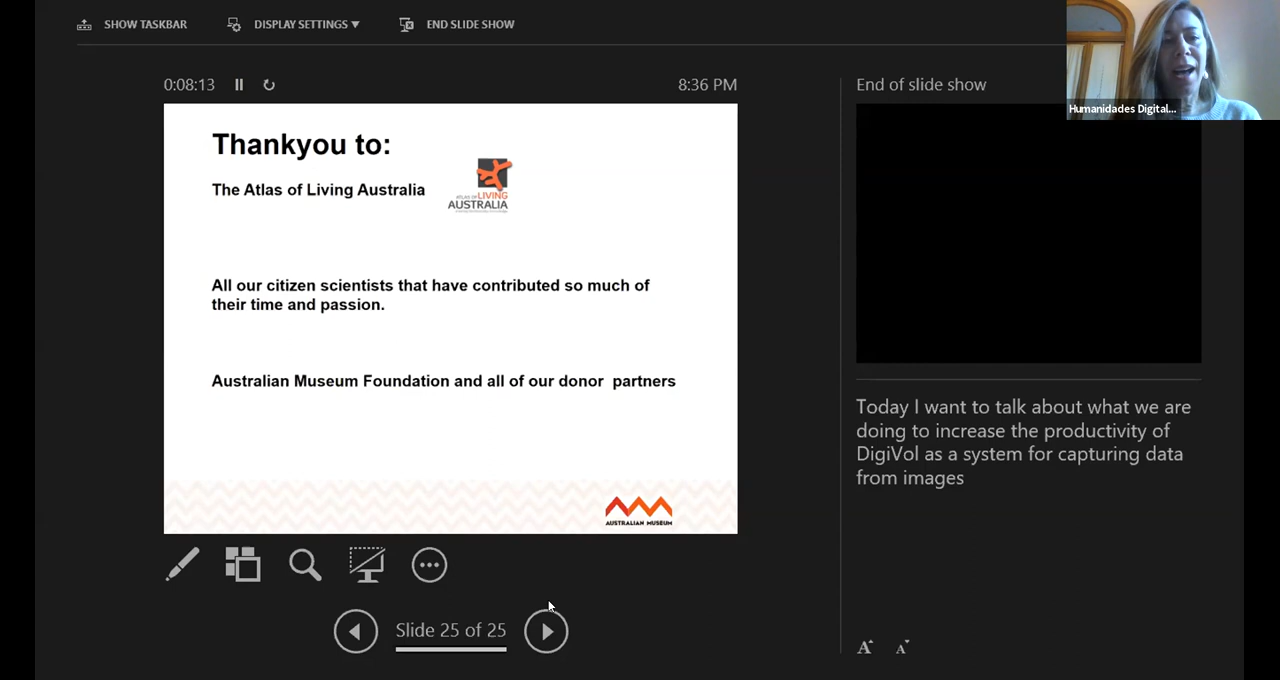 SHOW TASKBAR
DISPLAY SETTINGS ▼
END SLIDE SHOW
Humanidades Digital...
0:08:13
8:36 PM
End of slide show
Thankyou to:
The Atlas of Living Australia
ATLAS OF LIVING
AUSTRALIA
All our citizen scientists that have contributed so much of
their time and passion.
Australian Museum Foundation and all of our donor partners
AUSTRALIAN MUSEUM
Today I want to talk about what we are
doing to increase the productivity of
DigiVol as a system for capturing data
from images
Slide 25 of 25
A A